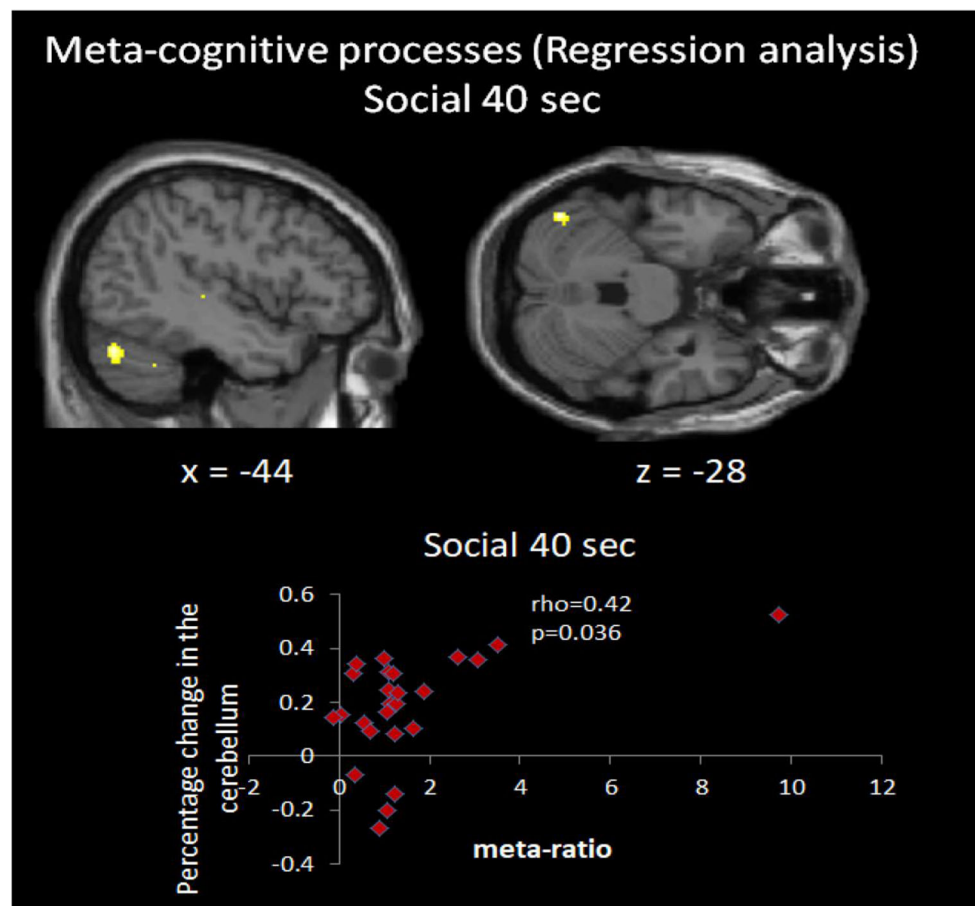 Meta-cognitive processes (Regression analysis)
Social 40 sec
x = -44
z = -28
Social 40 sec
rho=0.42
p=0.036
Percentage change in the
cerebellum
0.6
0.4
0.2
0
-0.2
-0.4
-2
0
2
4
6
8
10
12
meta-ratio